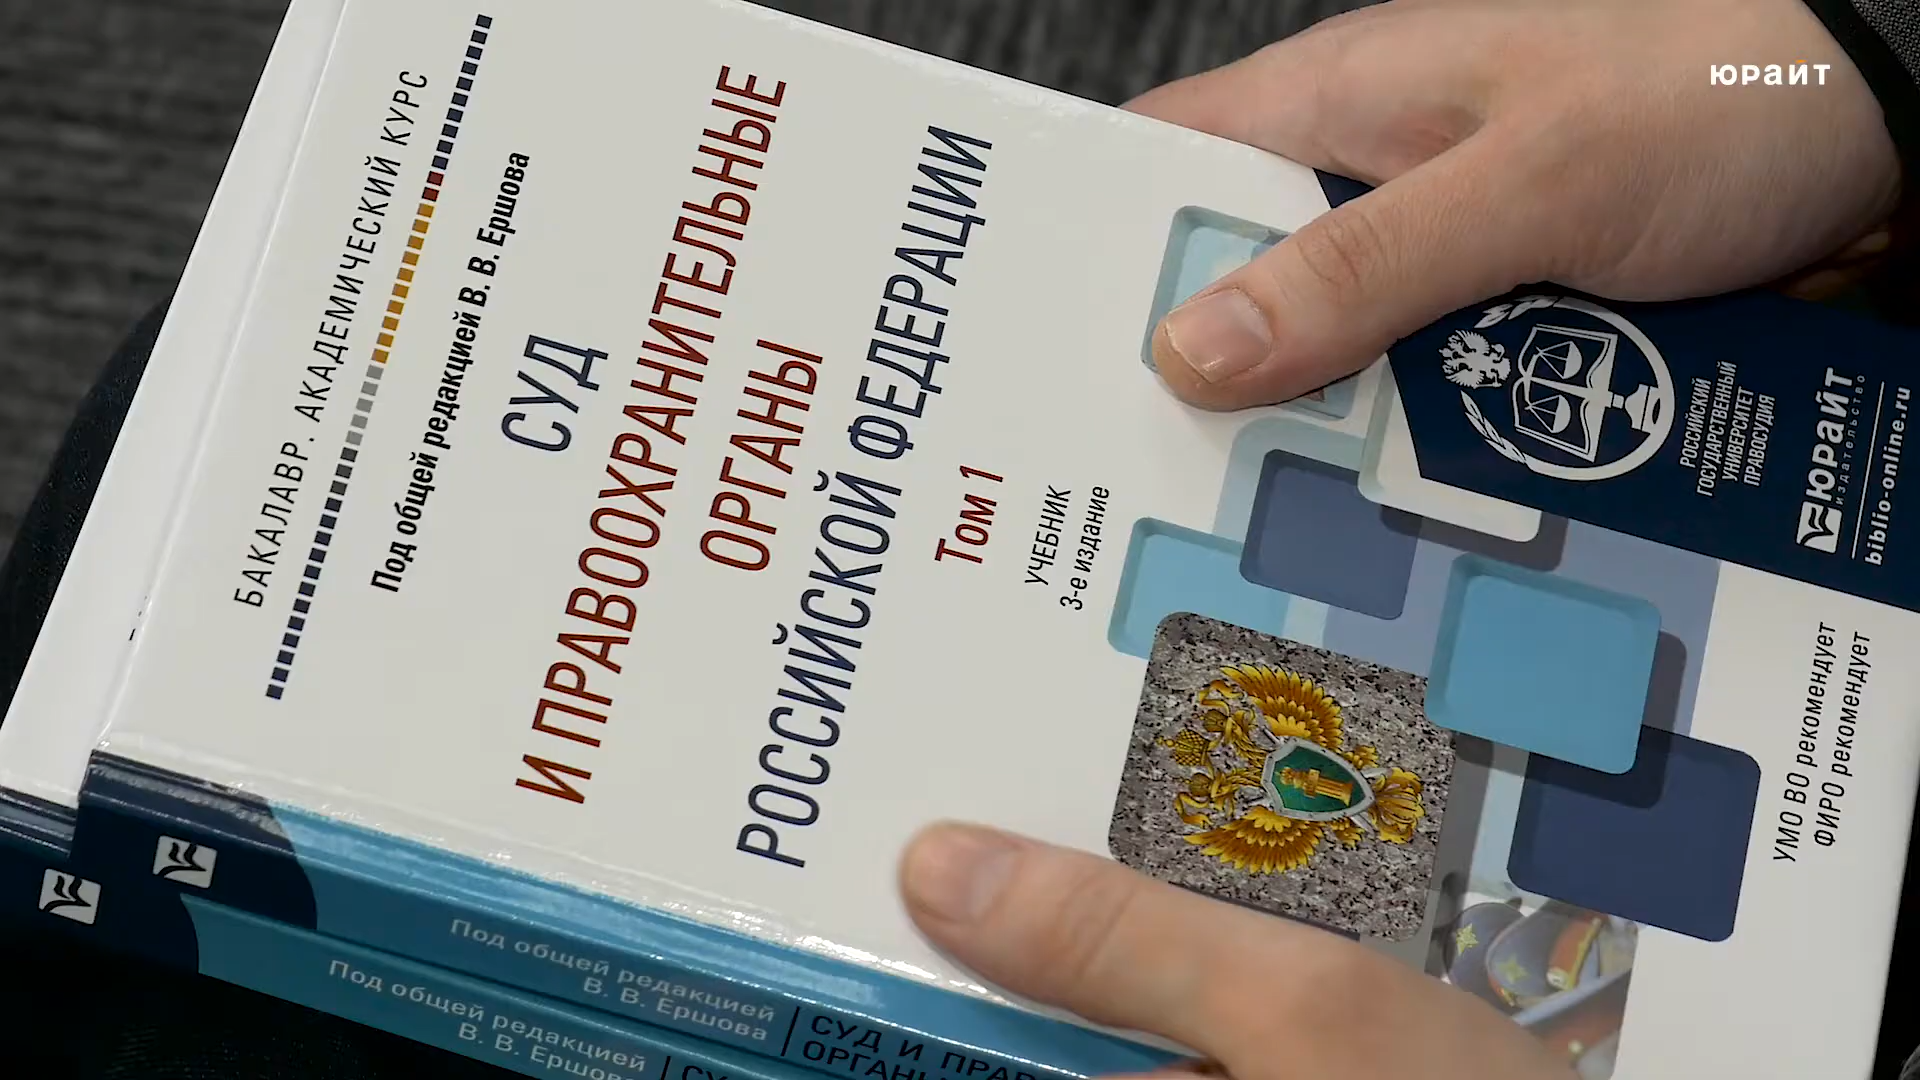 юрайт
БАКАЛАВР. АКАДЕМИЧЕСКИЙ КУРС
Под общей редакцией В. В. Ершова
СУД
И ПРАВООХРАНИТЕЛЬНЫЕ
ОРГАНЫ
РОССИЙСКОЙ ФЕДЕРАЦИИ
Том 1
УЧЕБНИК
3-е издание
РОССИЙСКИЙ
ГОСУДАРСТВЕННЫЙ
УНИВЕРСИТЕТ
ПРАВОСУДИЯ
ЮРАЙТ
издательство
biblio-online.ru
УМО ВО рекомендует
ФИРО рекомендует
Под общей редакцией
В. В. Ершова
СУД И ПРАВ
ОРГАНЫ
Под общей редакцией
В. В. Ершова